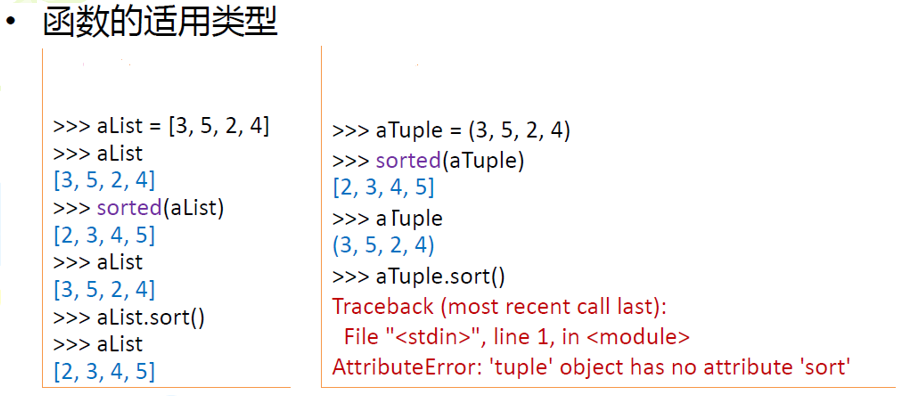 • 函数的适用类型
>>> aList = [3, 5, 2, 4]
>>> aList
[3, 5, 2, 4]
>>> sorted(aList)
[2, 3, 4, 5]
>>> aList
[3, 5, 2, 4]
>>> aList.sort()
>>> aList
[2, 3, 4, 5]
>>> aTuple = (3, 5, 2, 4)
>>> sorted(aTuple)
[2, 3, 4, 5]
>>> aTuple
(3, 5, 2, 4)
>>> aTuple.sort()
Traceback (most recent call last):
File "<stdin>", line 1, in <module>
AttributeError: 'tuple' object has no attribute 'sort'